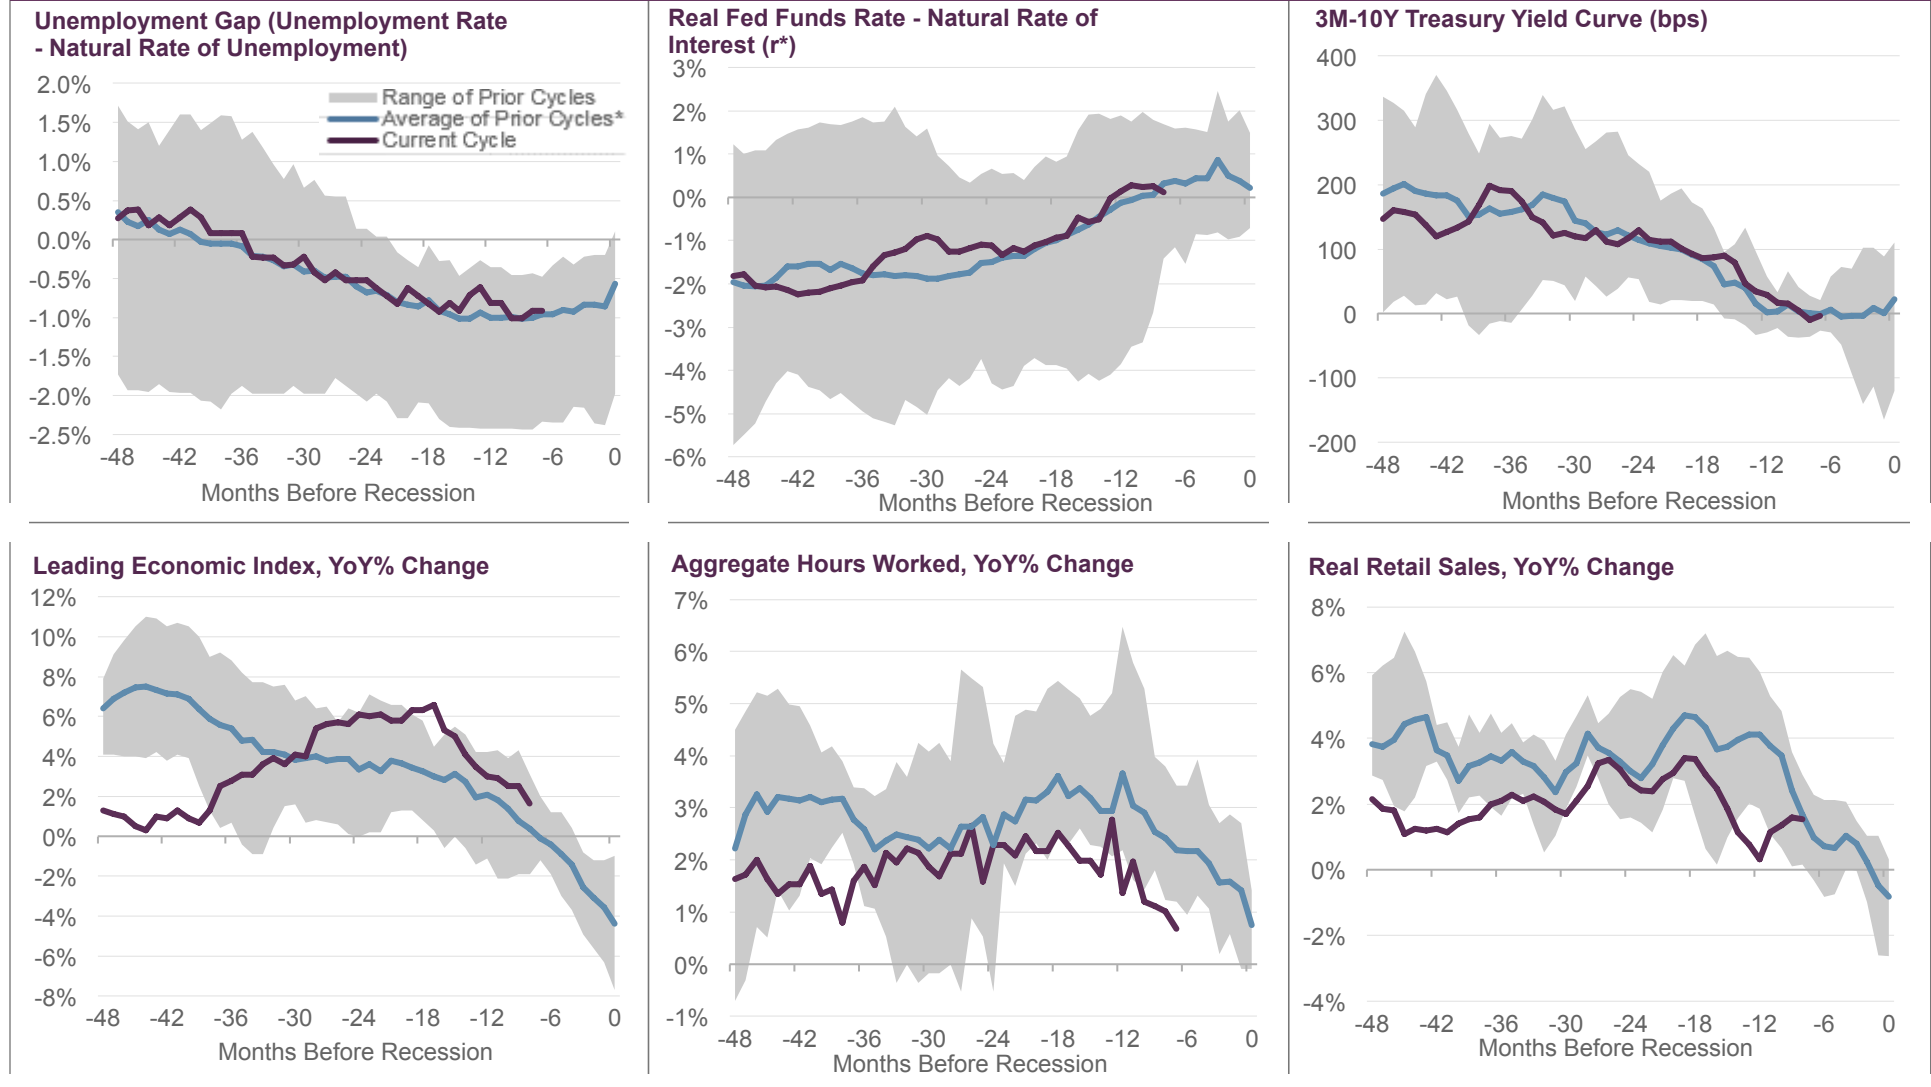 Unemployment Gap (Unemployment Rate
- Natural Rate of Unemployment)
2.0%
1.5%
1.0%
0.5%
0.0%
-0.5%
-1.0%
-1.5%
-2.0%
-2.5%
Range of Prior Cycles
Average of Prior Cycles*
Current Cycle
-48 -42 -36 -30 -24 -18 -12 -6 0
Months Before Recession
Real Fed Funds Rate - Natural Rate of
Interest (r*)
3%
2%
1%
0%
-1%
-2%
-3%
-4%
-5%
-6%
-48 -42 -36 -30 -24 -18 -12 -6 0
Months Before Recession
3M-10Y Treasury Yield Curve (bps)
400
300
200
100
0
-100
-200
-48 -42 -36 -30 -24 -18 -12 -6 0
Months Before Recession
Leading Economic Index, YoY% Change
12%
10%
8%
6%
4%
2%
0%
-2%
-4%
-6%
-8%
-48 -42 -36 -30 -24 -18 -12 -6 0
Months Before Recession
Aggregate Hours Worked, YoY% Change
7%
6%
5%
4%
3%
2%
1%
0%
-1%
-48 -42 -36 -30 -24 -18 -12 -6 0
Months Before Recession
Real Retail Sales, YoY% Change
8%
6%
4%
2%
0%
-2%
-4%
-48 -42 -36 -30 -24 -18 -12 -6 0
Months Before Recession